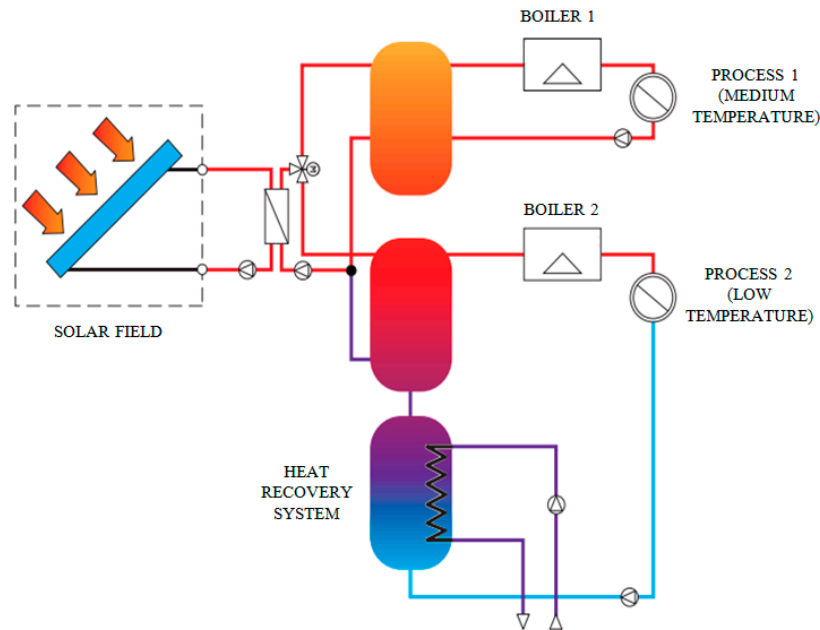 BOILER 1
PROCESS 1
(MEDIUM
TEMPERATURE)
M
SOLAR FIELD
BOILER 2
PROCESS 2
(LOW
TEMPERATURE)
HEAT
RECOVERY
SYSTEM